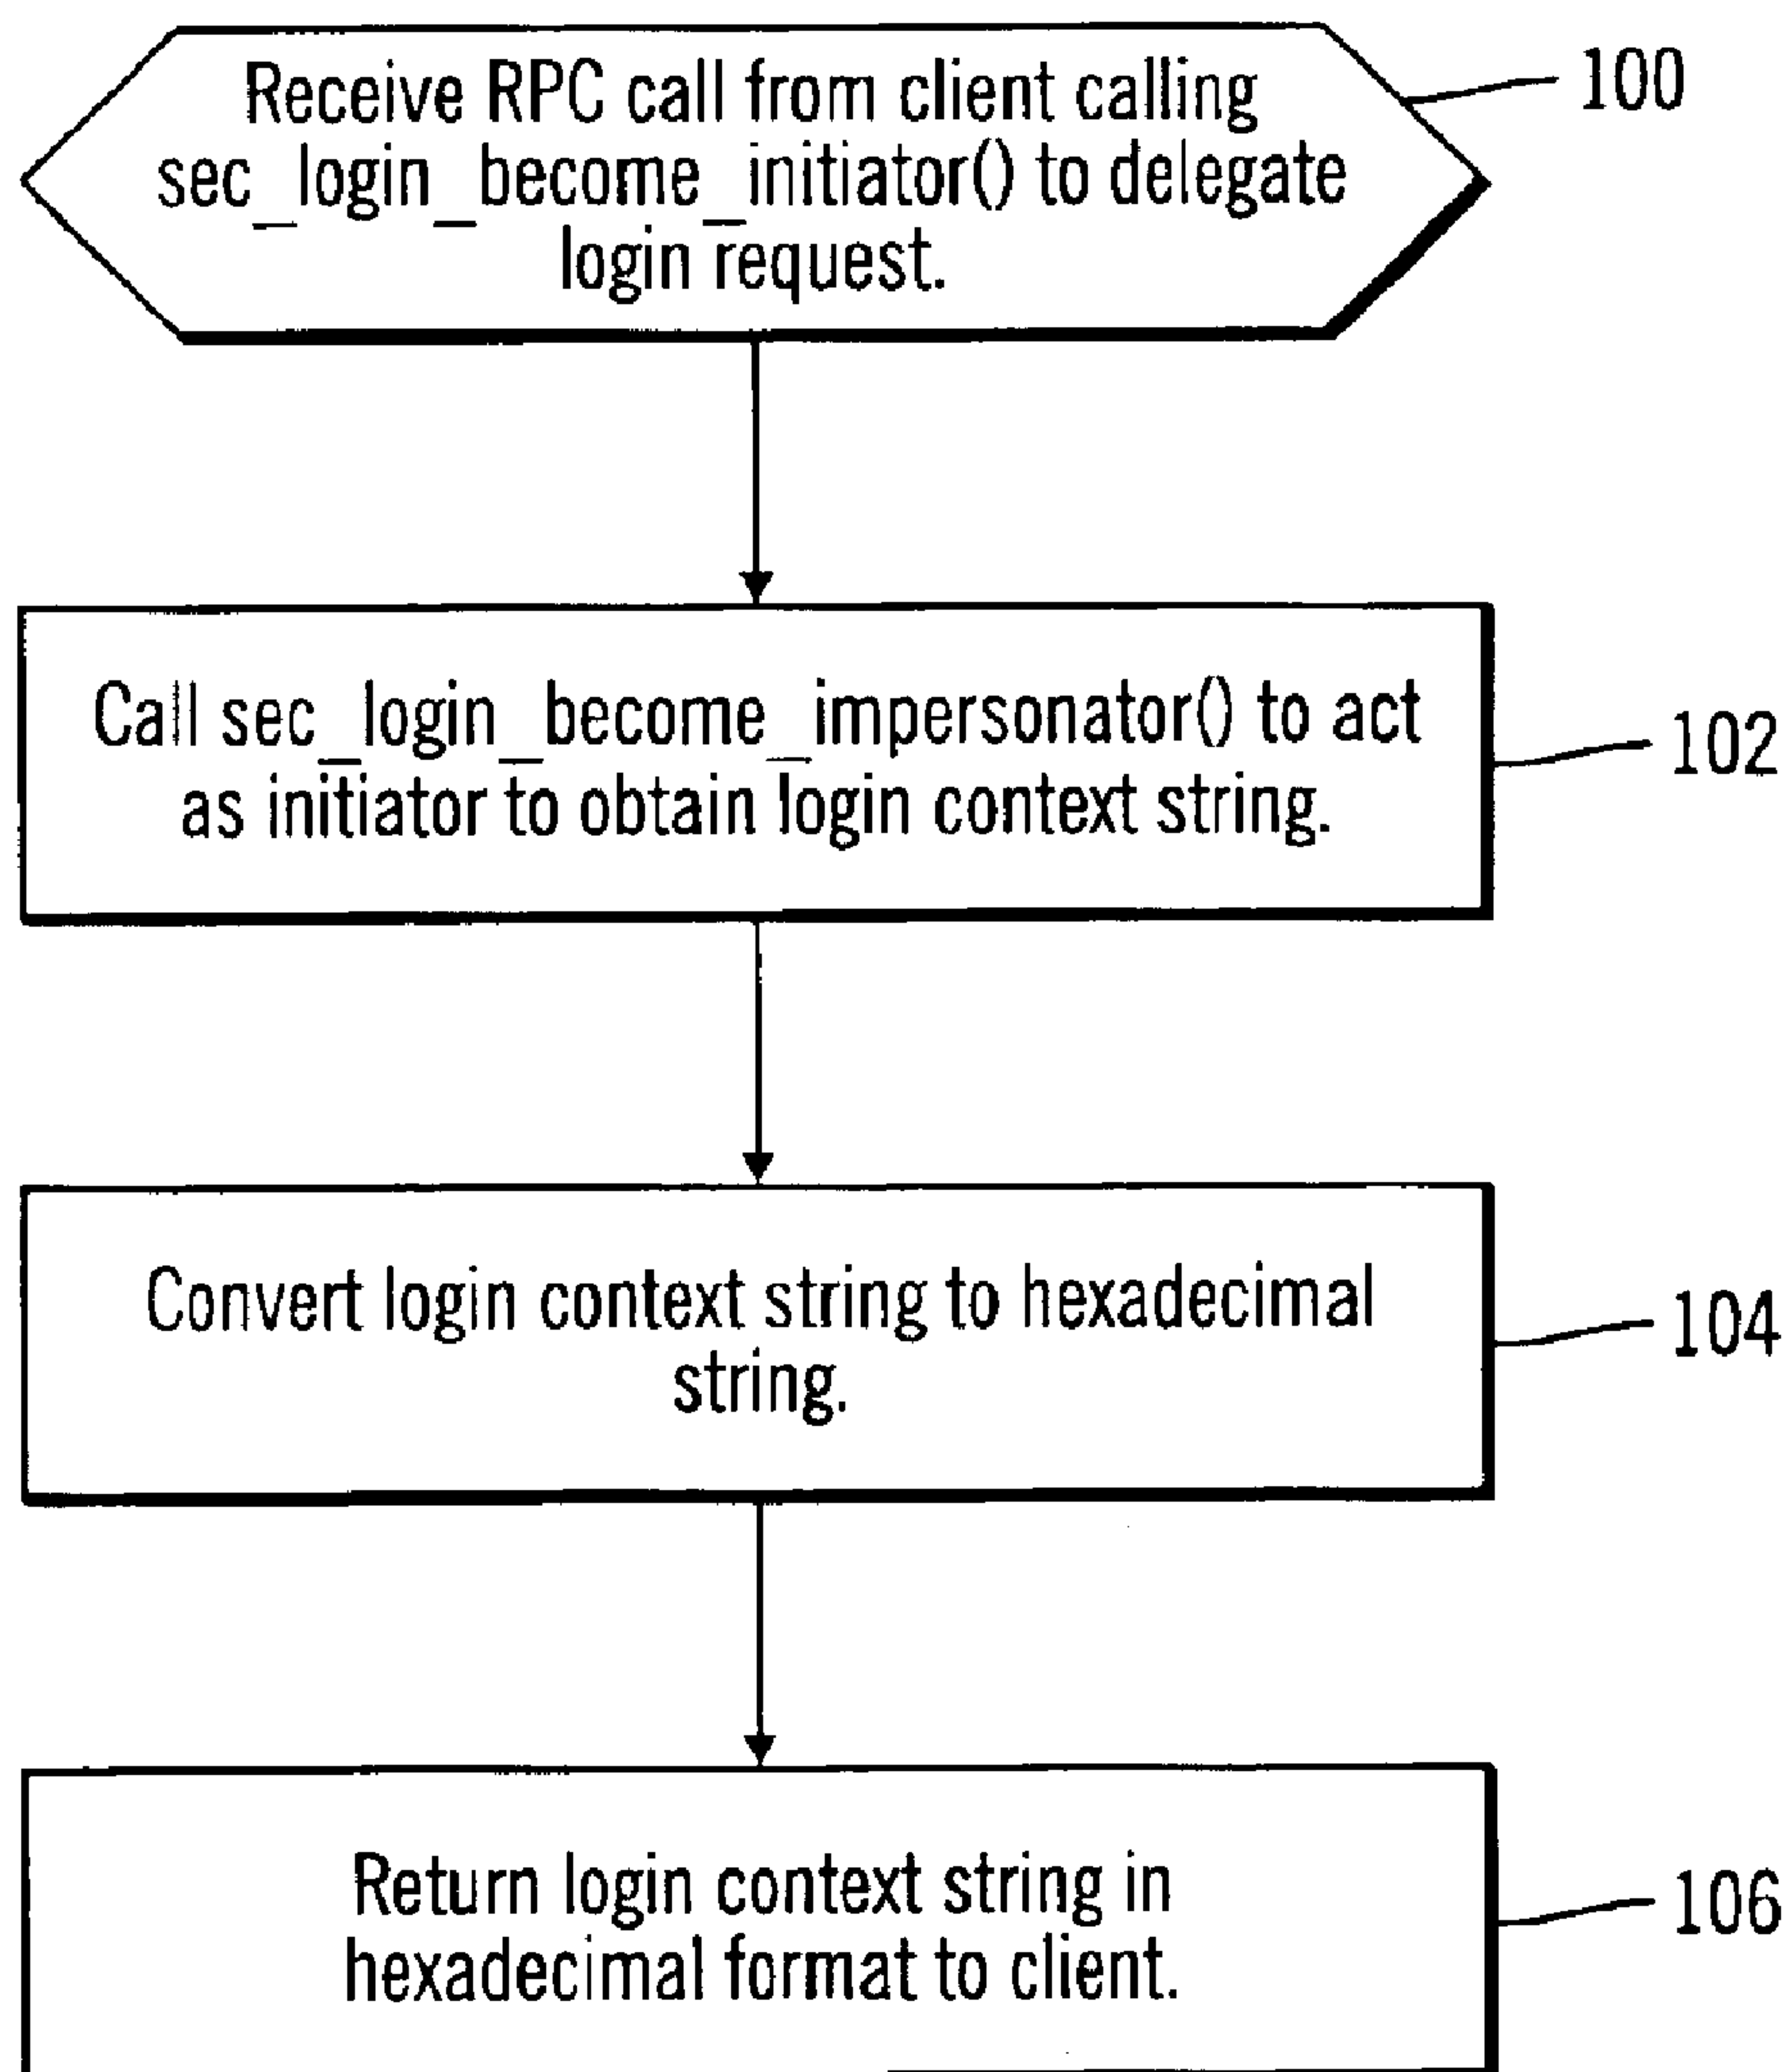 Receive RPC call from client calling
sec_login_become_initiator() to delegate
login request.
100
Call sec_login_become_impersonator() to act
as initiator to obtain login context string.
102
Convert login context string to hexadecimal
string.
104
Return login context string in
hexadecimal format to client.
106